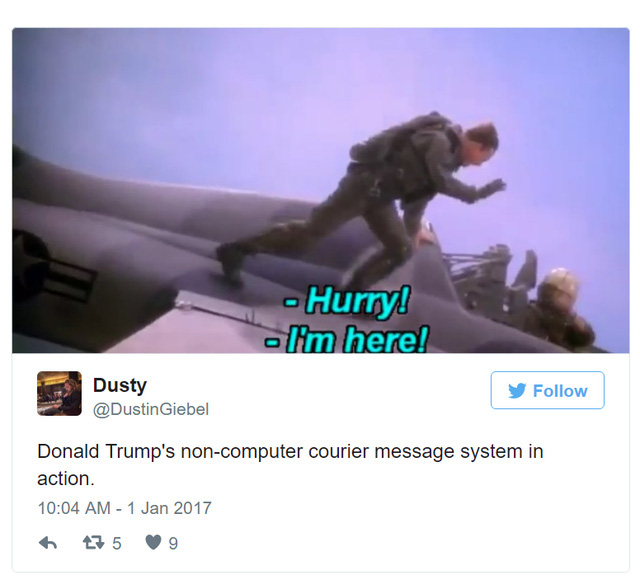 - Hurry!
- I'm here!
Dusty
@DustinGiebel
Follow
Donald Trump's non-computer courier message system in
action.
10:04 AM - 1 Jan 2017
5
9